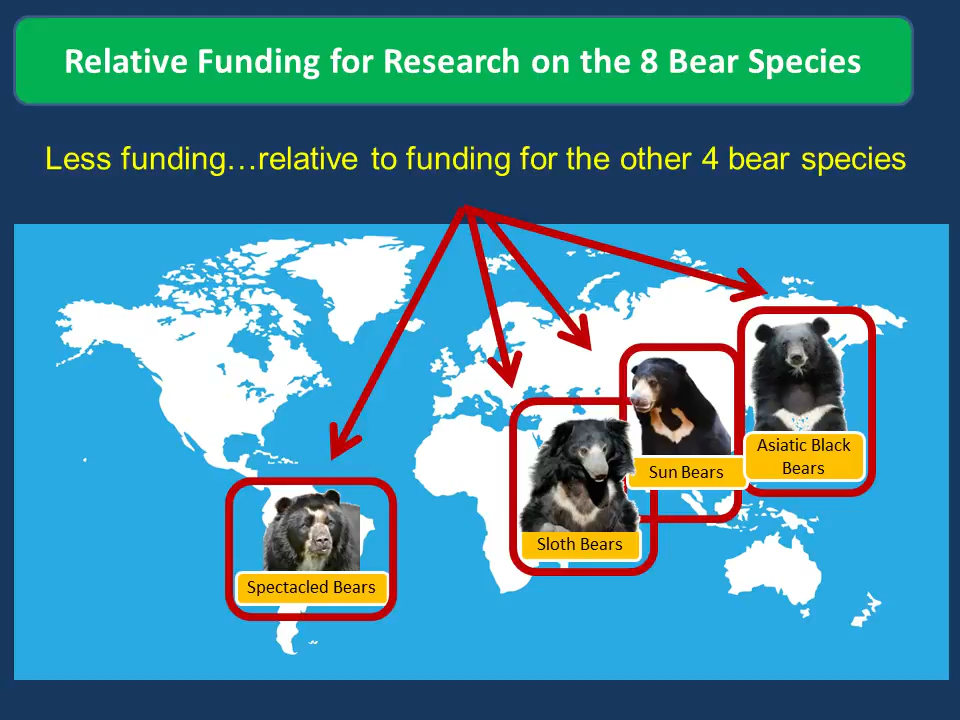 Relative Funding for Research on the 8 Bear Species
Less funding…relative to funding for the other 4 bear species
Asiatic Black
Bears
Sun Bears
Sloth Bears
Spectacled Bears